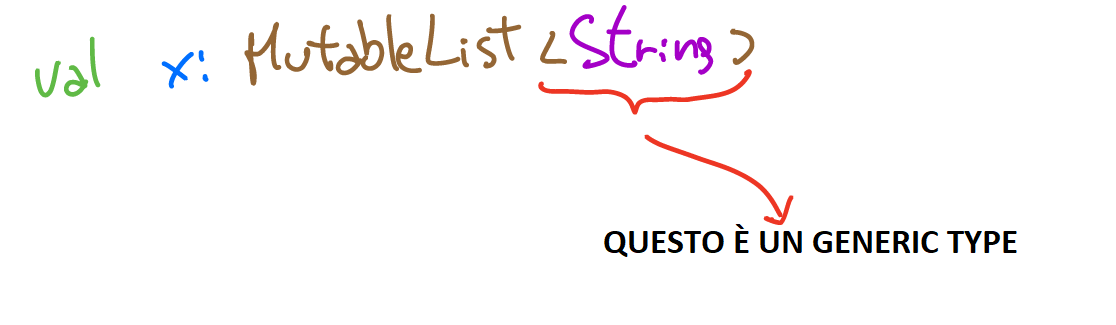 val x: MutableList <String>
QUESTO È UN GENERIC TYPE